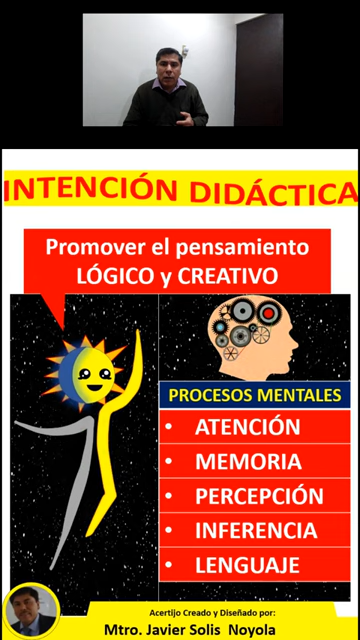 INTENCIÓN DIDÁCTICA
Promover el pensamiento
LÓGICO y CREATIVO
PROCESOS MENTALES
• ATENCIÓN
• MEMORIA
• PERCEPCIÓN
• INFERENCIA
• LENGUAJE
Acertijo Creado y Diseñado por:
Mtro. Javier Solis Noyola